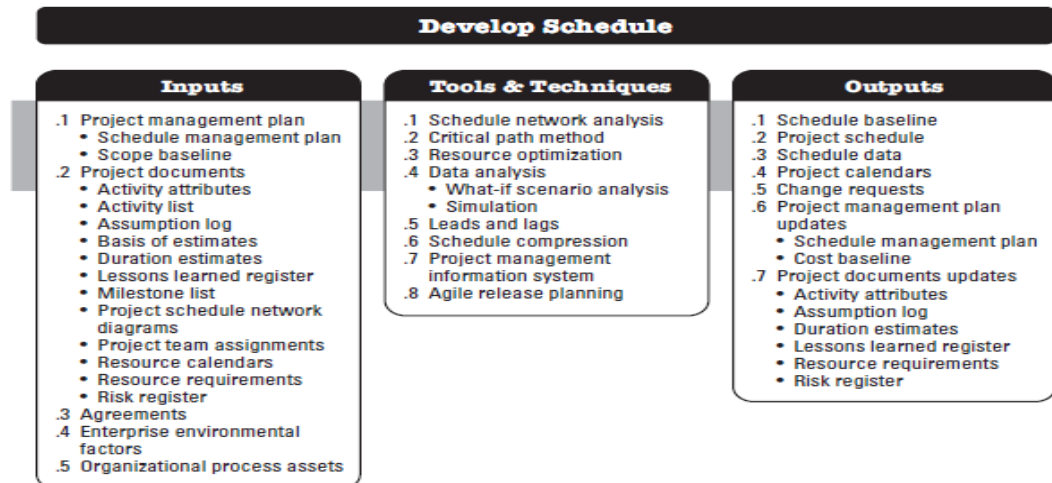 Develop Schedule
Inputs
.1 Project management plan
• Schedule management plan
• Scope baseline
.2 Project documents
• Activity attributes
• Activity list
• Assumption log
• Basis of estimates
• Duration estimates
• Lessons learned register
• Milestone list
• Project schedule network
diagrams
• Project team assignments
• Resource calendars
• Resource requirements
• Risk register
.3 Agreements
.4 Enterprise environmental
factors
.5 Organizational process assets
Tools & Techniques
.1 Schedule network analysis
.2 Critical path method
.3 Resource optimization
.4 Data analysis
• What-if scenario analysis
• Simulation
.5 Leads and lags
.6 Schedule compression
.7 Project management
information system
.8 Agile release planning
Outputs
.1 Schedule baseline
.2 Project schedule
.3 Schedule data
.4 Project calendars
.5 Change requests
.6 Project management plan
updates
• Schedule management plan
• Cost baseline
.7 Project documents updates
• Activity attributes
• Assumption log
• Duration estimates
• Lessons learned register
• Resource requirements
• Risk register